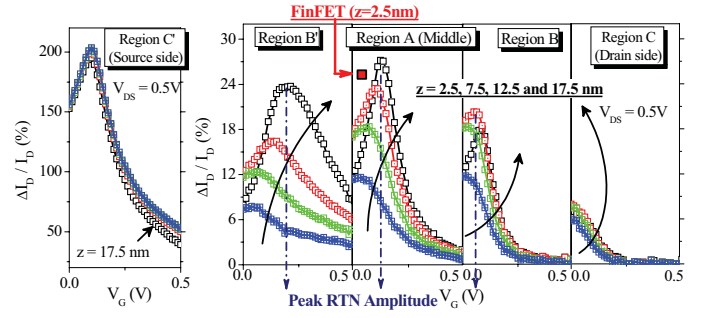 FinFET (z=2.5nm)
Region C'
(Source side)
Region B'
Region A (Middle)
Region B
Region C
(Drain side)
V_DS = 0.5V
z = 2.5, 7.5, 12.5 and 17.5 nm
V_DS = 0.5V
z = 17.5 nm
ΔI_D / I_D (%)
200
150
100
50
ΔI_D / I_D (%)
30
24
18
12
6
0
0.0 0.5
0.0 0.5 0.0 0.5 0.0 0.5 0.0 0.5
V_G (V)
Peak RTN Amplitude
V_G (V)